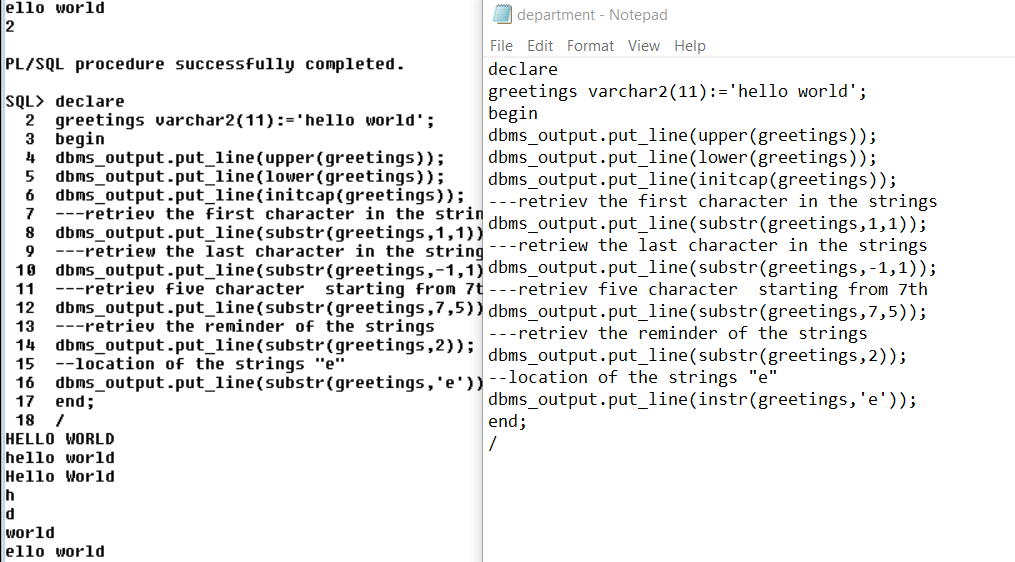 ello world
2
PL/SQL procedure successfully completed.
SQL> declare
2 greetings varchar2(11):='hello world';
3 begin
4 dbms_output.put_line(upper(greetings));
5 dbms_output.put_line(lower(greetings));
6 dbms_output.put_line(initcap(greetings));
7 ---retriev the first character in the strin
8 dbms_output.put_line(substr(greetings,1,1))
9 ---retriew the last character in the string
10 dbms_output.put_line(substr(greetings,-1,1)
11 ---retriev five character  starting from 7t
12 dbms_output.put_line(substr(greetings,7,5))
13 ---retriev the reminder of the strings
14 dbms_output.put_line(substr(greetings,2));
15 --location of the strings "e"
16 dbms_output.put_line(substr(greetings,'e'))
17 end;
18 /
HELLO WORLD
hello world
Hello World
h
d
world
ello world
department - Notepad
File Edit Format View Help
declare
greetings varchar2(11):='hello world';
begin
dbms_output.put_line(upper(greetings));
dbms_output.put_line(lower(greetings));
dbms_output.put_line(initcap(greetings));
---retriev the first character in the strings
dbms_output.put_line(substr(greetings,1,1));
---retriew the last character in the strings
dbms_output.put_line(substr(greetings,-1,1));
---retriev five character  starting from 7th
dbms_output.put_line(substr(greetings,7,5));
---retriev the reminder of the strings
dbms_output.put_line(substr(greetings,2));
--location of the strings "e"
dbms_output.put_line(instr(greetings,'e'));
end;
/